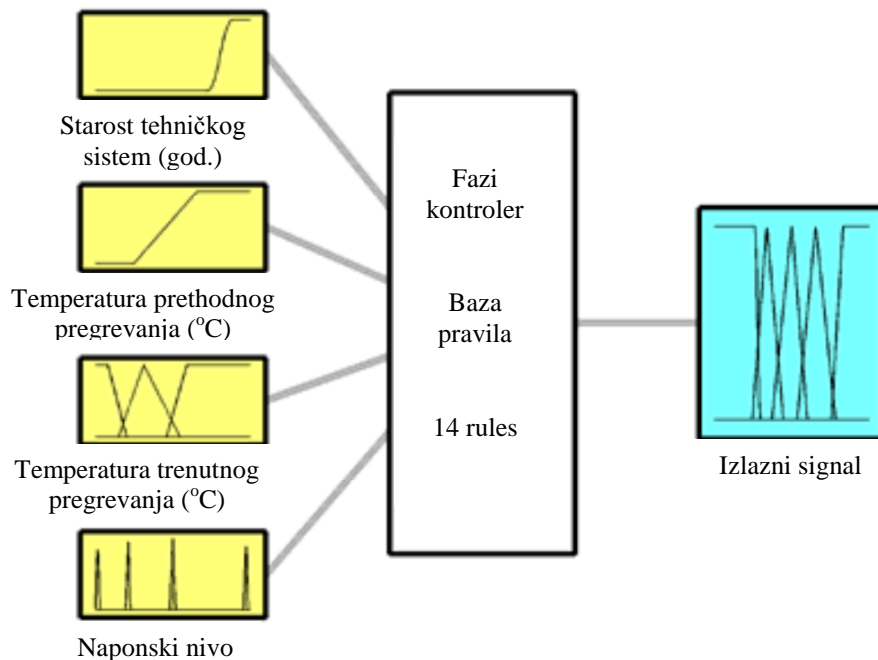 Starost tehničkog
sistem (god.)
Temperatura prethodnog
pregrevanja (°C)
Temperatura trenutnog
pregrevanja (°C)
Naponski nivo
Fazi
kontroler
Baza
pravila
14 rules
Izlazni signal